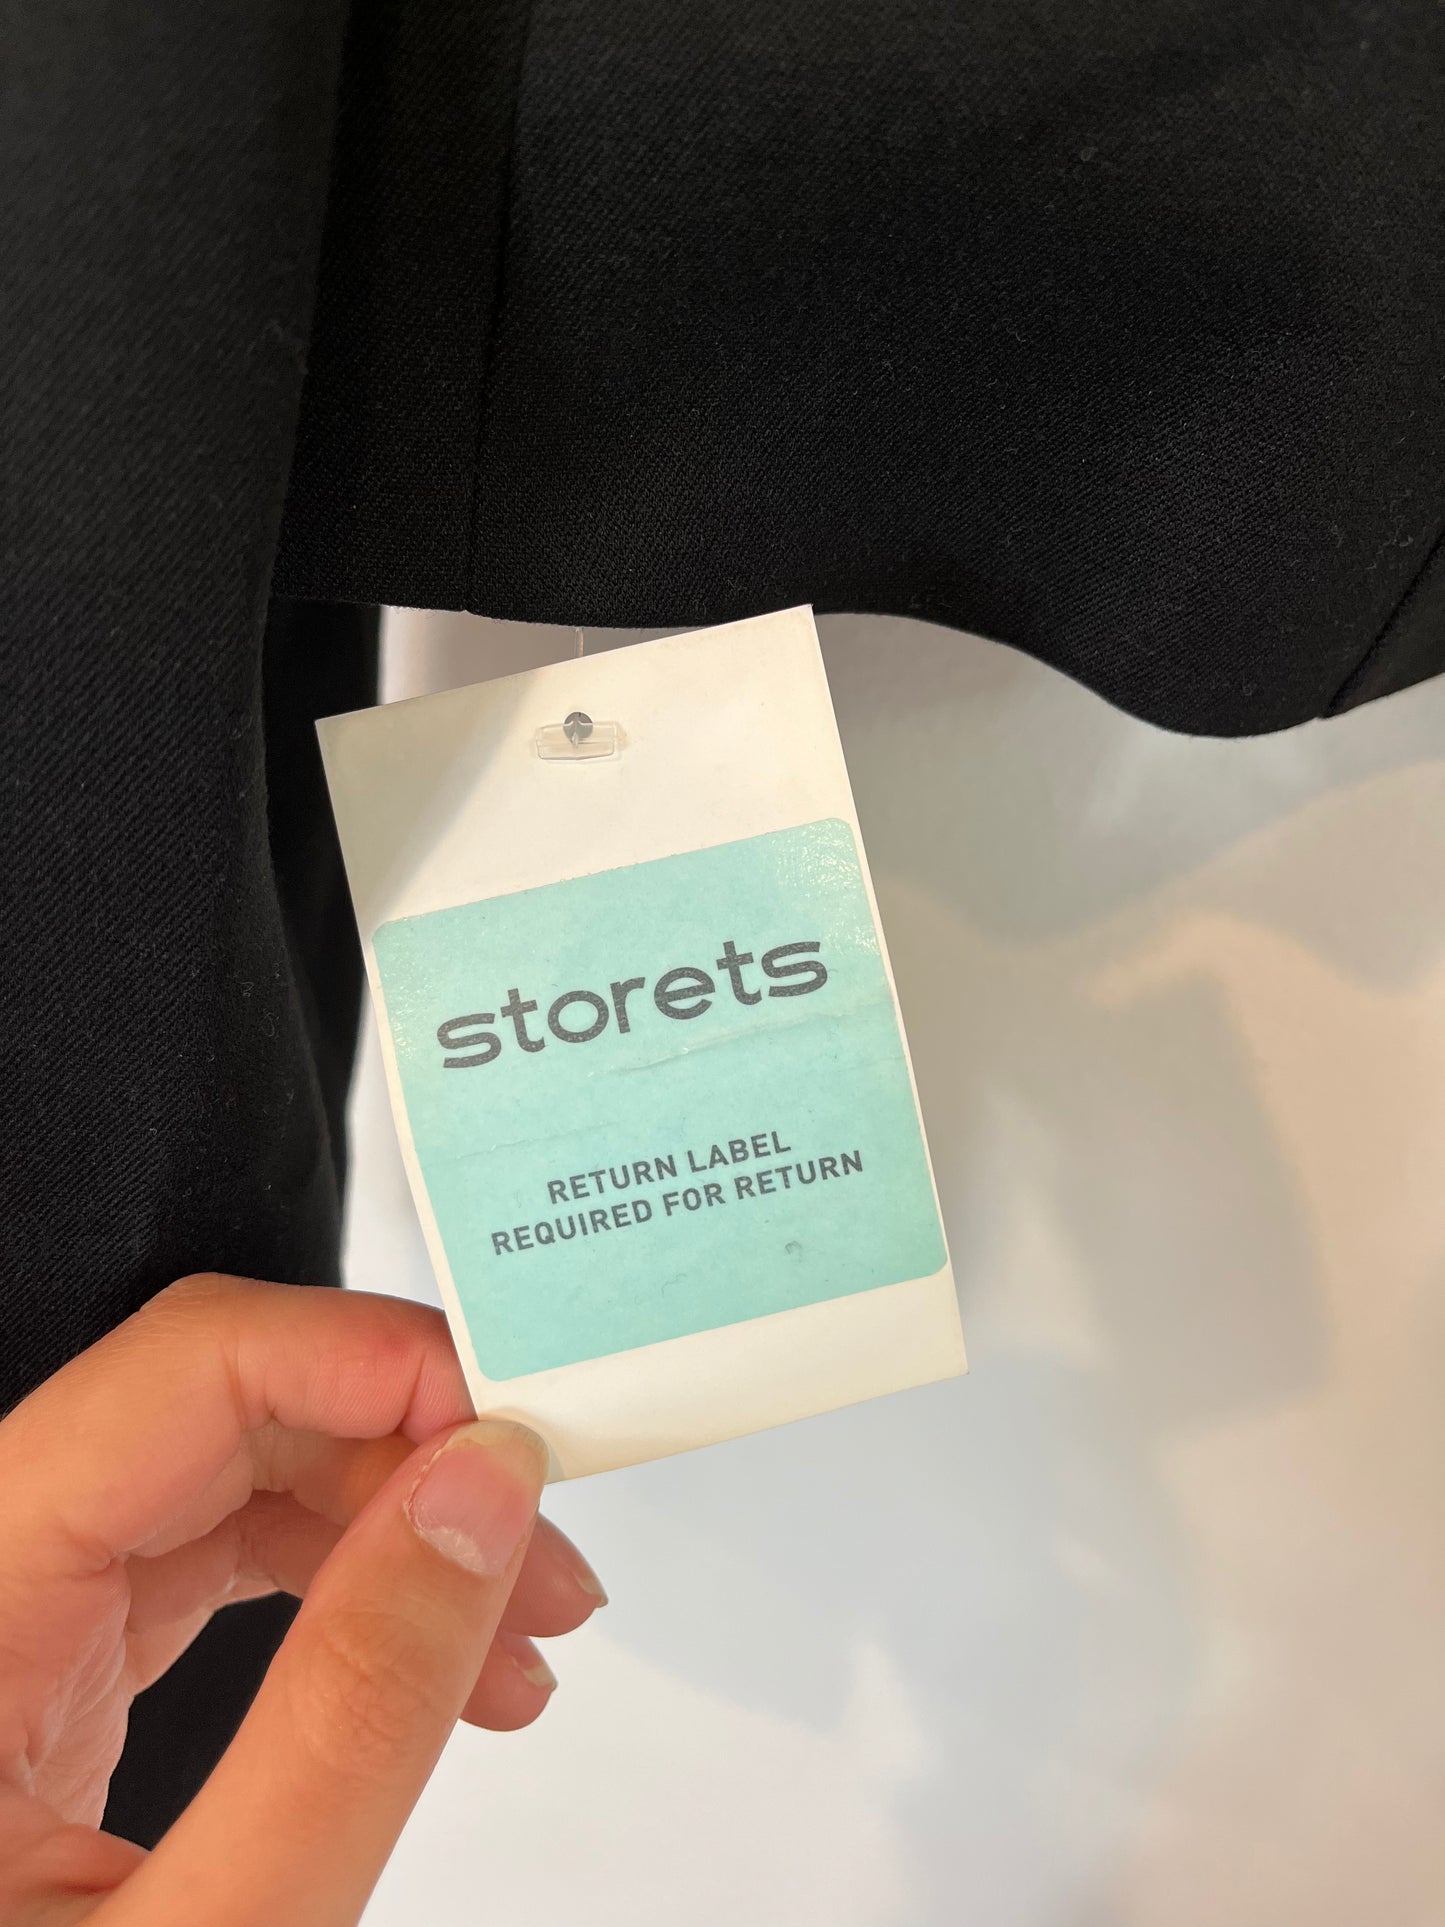 storets
RETURN LABEL
REQUIRED FOR RETURN